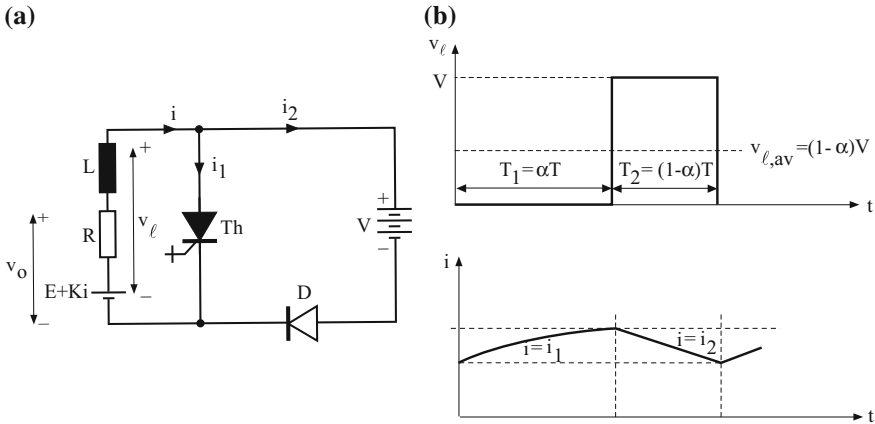 (a)
i
i2
L
+
i1
+
R
vℓ
Th
V
+
vo
E+Ki
−
D
−
−
(b)
vℓ
V
vℓ,av =(1-α)V
T1=αT
T2= (1-α)T
t
i
i=i1
i=i2
t